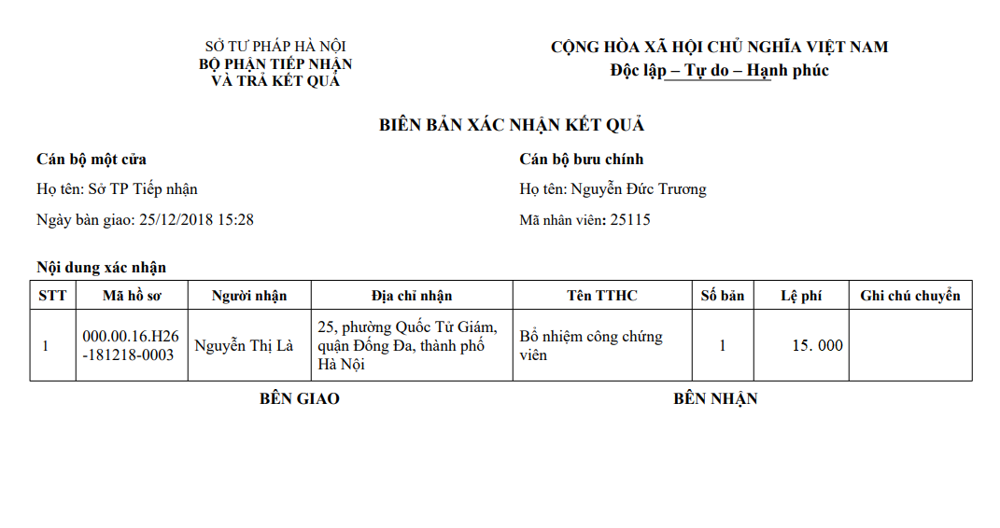 SỞ TƯ PHÁP HÀ NỘI
BỘ PHẬN TIẾP NHẬN
VÀ TRẢ KẾT QUẢ
CỘNG HÒA XÃ HỘI CHỦ NGHĨA VIỆT NAM
Độc lập – Tự do – Hạnh phúc
BIÊN BẢN XÁC NHẬN KẾT QUẢ
Cán bộ một cửa
Họ tên: Sở TP Tiếp nhận
Ngày bàn giao: 25/12/2018 15:28
Cán bộ bưu chính
Họ tên: Nguyễn Đức Trương
Mã nhân viên: 25115
Nội dung xác nhận
STT Mã hồ sơ Người nhận Địa chỉ nhận Tên TTHC Số bản Lệ phí Ghi chú chuyển
1
000.00.16.H26
-181218-0003
Nguyễn Thị Là
25, phường Quốc Tử Giám,
quận Đống Đa, thành phố
Hà Nội
Bổ nhiệm công chứng
viên
1
15. 000
BÊN GIAO
BÊN NHẬN